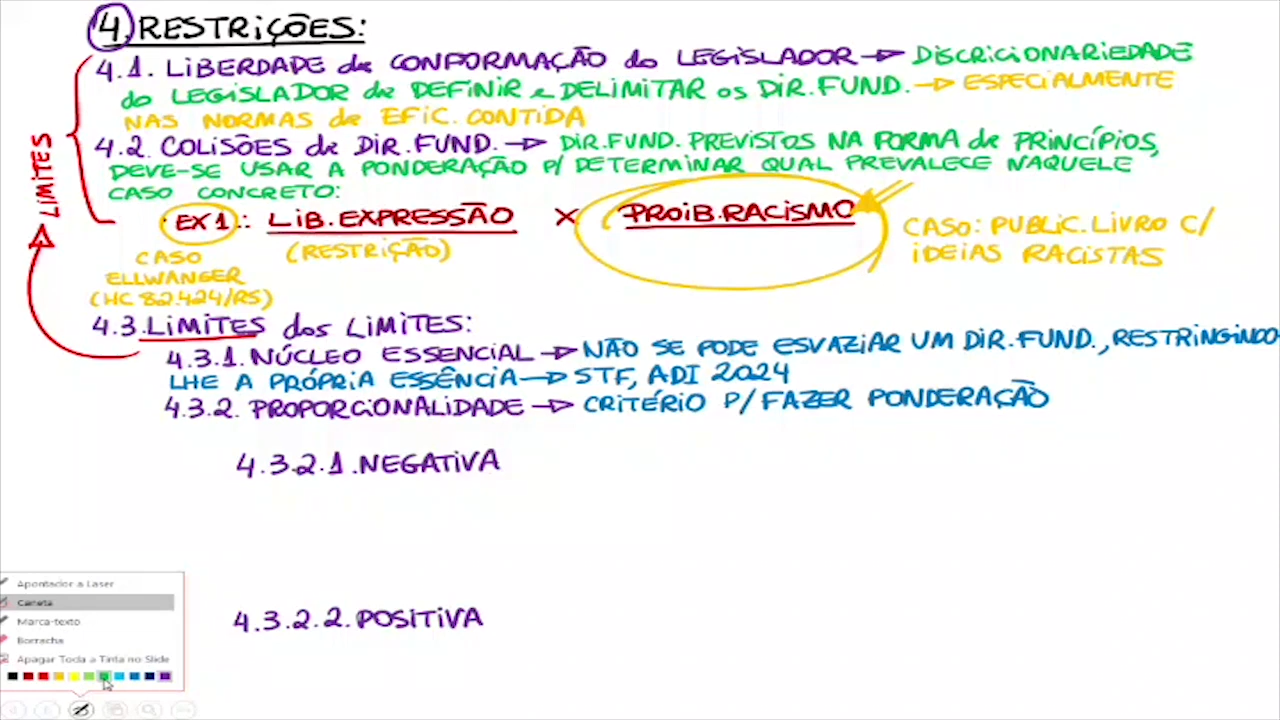 4. RESTRIÇÕES:
4.1. LIBERDADE de CONFORMAÇÃO do LEGISLADOR → DISCRICIONARIEDADE
do LEGISLADOR de DEFINIR e DELIMITAR os DIR. FUND. → ESPECIALMENTE
NAS NORMAS de EFIC. CONTIDA
4.2. COLISÕES de DIR. FUND. → DIR. FUND. PREVISTOS NA FORMA de PRINCÍPIOS,
DEVE-SE USAR A PONDERAÇÃO P/ DETERMINAR QUAL PREVALECE NAQUELE
CASO CONCRETO:
LIMITES
EX 1.: LIB. EXPRESSÃO X PROIB. RACISMO
(RESTRIÇÃO)
CASO: PUBLIC. LIVRO C/
IDEIAS RACISTAS
CASO
ELLWANGER
(HC 82.424/RS)
4.3. LIMITES dos LIMITES:
4.3.1. NÚCLEO ESSENCIAL → NÃO SE PODE ESVAZIAR UM DIR. FUND., RESTRINGINDO-
LHE A PRÓPRIA ESSÊNCIA → STF, ADI 2024
4.3.2. PROPORCIONALIDADE → CRITÉRIO P/ FAZER PONDERAÇÃO
4.3.2.1. NEGATIVA
4.3.2.2. POSITIVA
Apontador a Laser
Caneta
Marca-texto
Borracha
Apagar Toda a Tinta no Slide